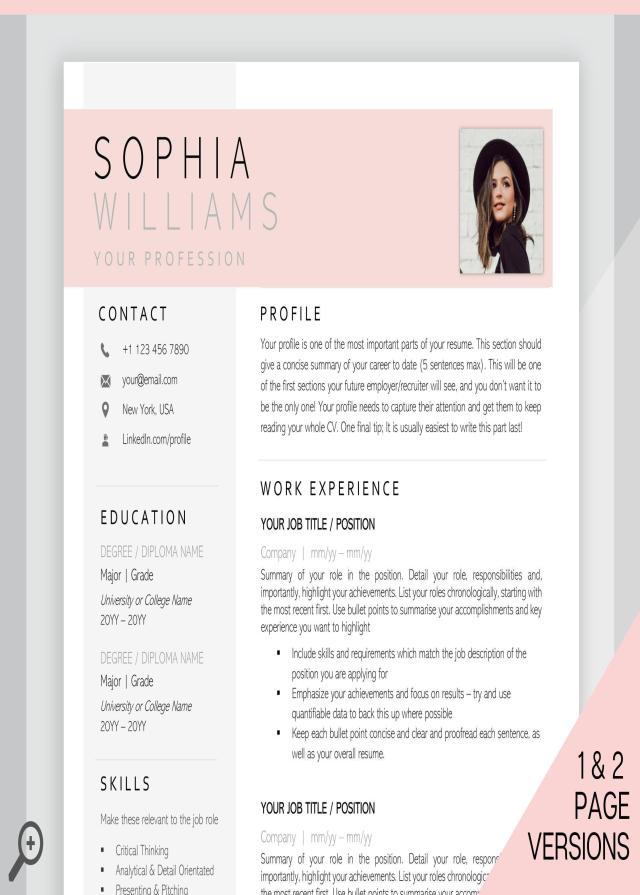 SOPHIA
WILLIAMS
YOUR PROFESSION
CONTACT
+1 123 456 7890
your@email.com
New York, USA
LinkedIn.com/profile
EDUCATION
DEGREE / DIPLOMA NAME
Major | Grade
University or College Name
20YY – 20YY
DEGREE / DIPLOMA NAME
Major | Grade
University or College Name
20YY – 20YY
SKILLS
Make these relevant to the job role
▪ Critical Thinking
▪ Analytical & Detail Orientated
▪ Presenting & Pitching
PROFILE
Your profile is one of the most important parts of your resume. This section should
give a concise summary of your career to date (5 sentences max). This will be one
of the first sections your future employer/recruiter will see, and you don't want it to
be the only one! Your profile needs to capture their attention and get them to keep
reading your whole CV. One final tip; It is usually easiest to write this part last!
WORK EXPERIENCE
YOUR JOB TITLE / POSITION
Company | mm/yy – mm/yy
Summary of your role in the position. Detail your role, responsibilities and,
importantly, highlight your achievements. List your roles chronologically, starting with
the most recent first. Use bullet points to summarise your accomplishments and key
experience you want to highlight
▪ Include skills and requirements which match the job description of the
position you are applying for
▪ Emphasize your achievements and focus on results – try and use
quantifiable data to back this up where possible
▪ Keep each bullet point concise and clear and proofread each sentence, as
well as your overall resume.
YOUR JOB TITLE / POSITION
Company | mm/yy – mm/yy
Summary of your role in the position. Detail your role,
importantly, highlight your achievements. List your roles
the most recent first. Use bullet points to summarise your
1 & 2
PAGE
VERSIONS